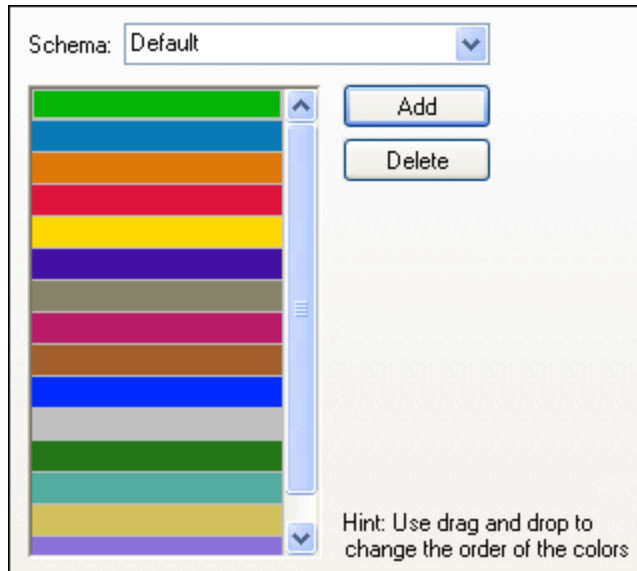 Schema: Default
Add
Delete
Hint: Use drag and drop to
change the order of the colors